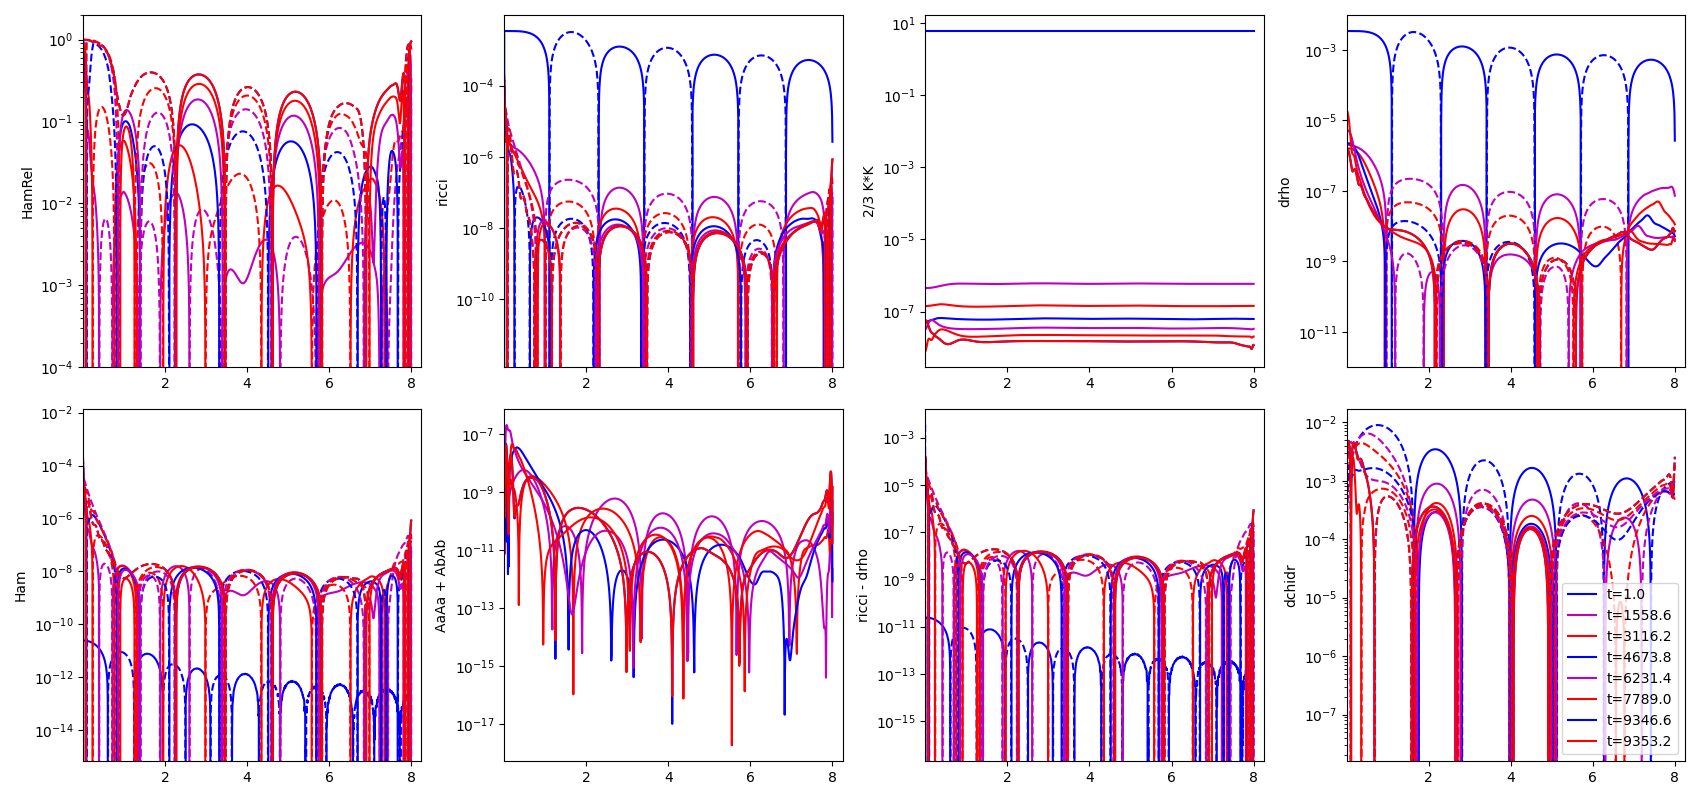 HamRel
10⁰
10⁻¹
10⁻²
10⁻³
10⁻⁴
2 4 6 8
ricci
10⁻⁴
10⁻⁶
10⁻⁸
10⁻¹⁰
2 4 6 8
2/3 K*K
10¹
10⁻¹
10⁻³
10⁻⁵
10⁻⁷
2 4 6 8
drho
10⁻³
10⁻⁵
10⁻⁷
10⁻⁹
10⁻¹¹
2 4 6 8
Ham
10⁻²
10⁻⁴
10⁻⁶
10⁻⁸
10⁻¹⁰
10⁻¹²
10⁻¹⁴
2 4 6 8
AaAa + AbAb
10⁻⁷
10⁻⁹
10⁻¹¹
10⁻¹³
10⁻¹⁵
10⁻¹⁷
2 4 6 8
ricci - drho
10⁻³
10⁻⁵
10⁻⁷
10⁻⁹
10⁻¹¹
10⁻¹³
10⁻¹⁵
2 4 6 8
dchidr
10⁻²
10⁻³
10⁻⁴
10⁻⁵
10⁻⁶
10⁻⁷
2 4 6 8
t=1.0
t=1558.6
t=3116.2
t=4673.8
t=6231.4
t=7789.0
t=9346.6
t=9353.2